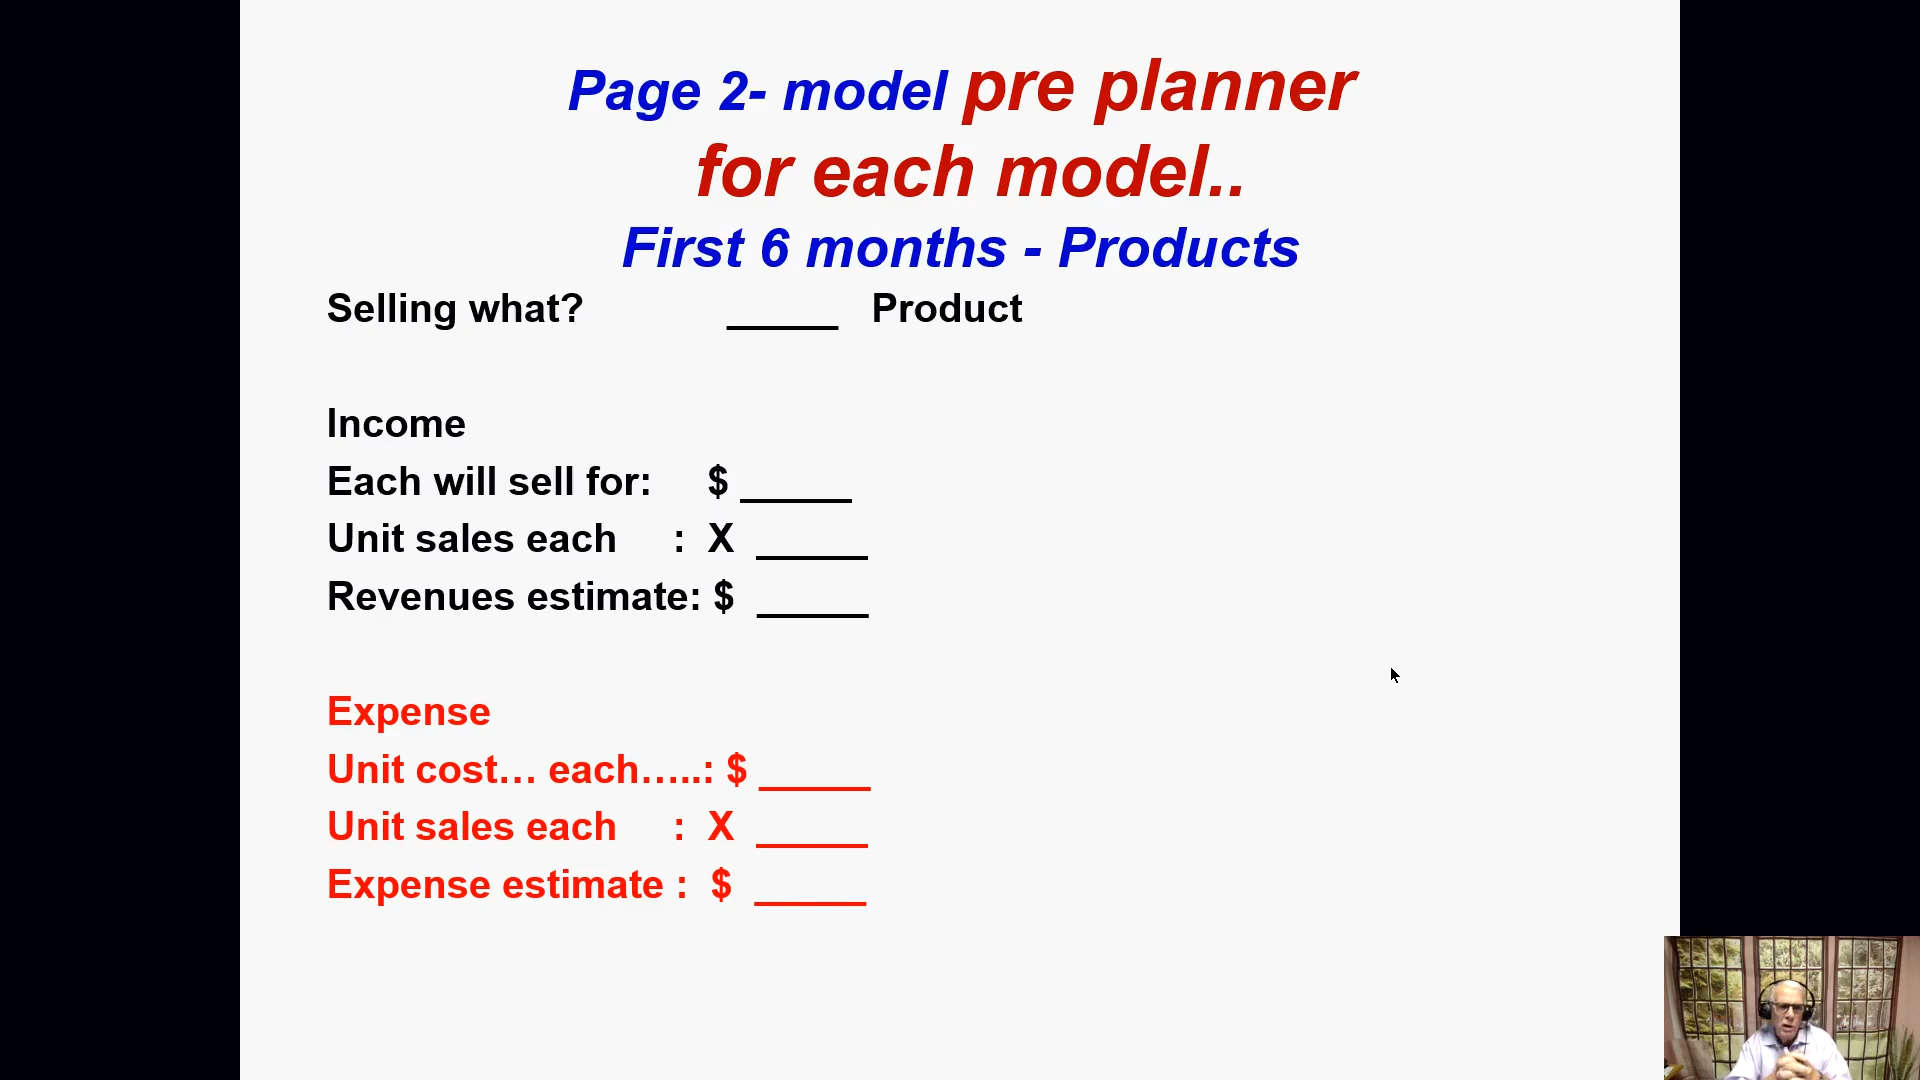 Page 2- model pre planner
for each model..
First 6 months - Products
Selling what? _____ Product
Income
Each will sell for: $ _____
Unit sales each : X _____
Revenues estimate: $ _____
Expense
Unit cost… each…..: $ _____
Unit sales each : X _____
Expense estimate : $ _____